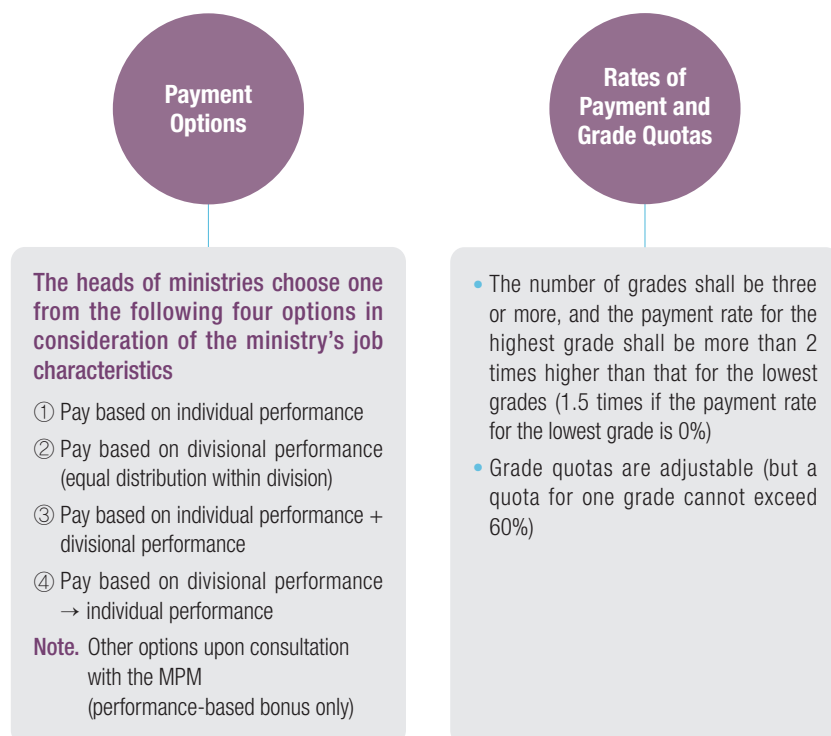 Payment
Options
The heads of ministries choose one
from the following four options in
consideration of the ministry's job
characteristics
① Pay based on individual performance
② Pay based on divisional performance
(equal distribution within division)
③ Pay based on individual performance +
divisional performance
④ Pay based on divisional performance
→ individual performance
Note. Other options upon consultation
with the MPM
(performance-based bonus only)
Rates of
Payment and
Grade Quotas
• The number of grades shall be three
or more, and the payment rate for the
highest grade shall be more than 2
times higher than that for the lowest
grades (1.5 times if the payment rate
for the lowest grade is 0%)
• Grade quotas are adjustable (but a
quota for one grade cannot exceed
60%)